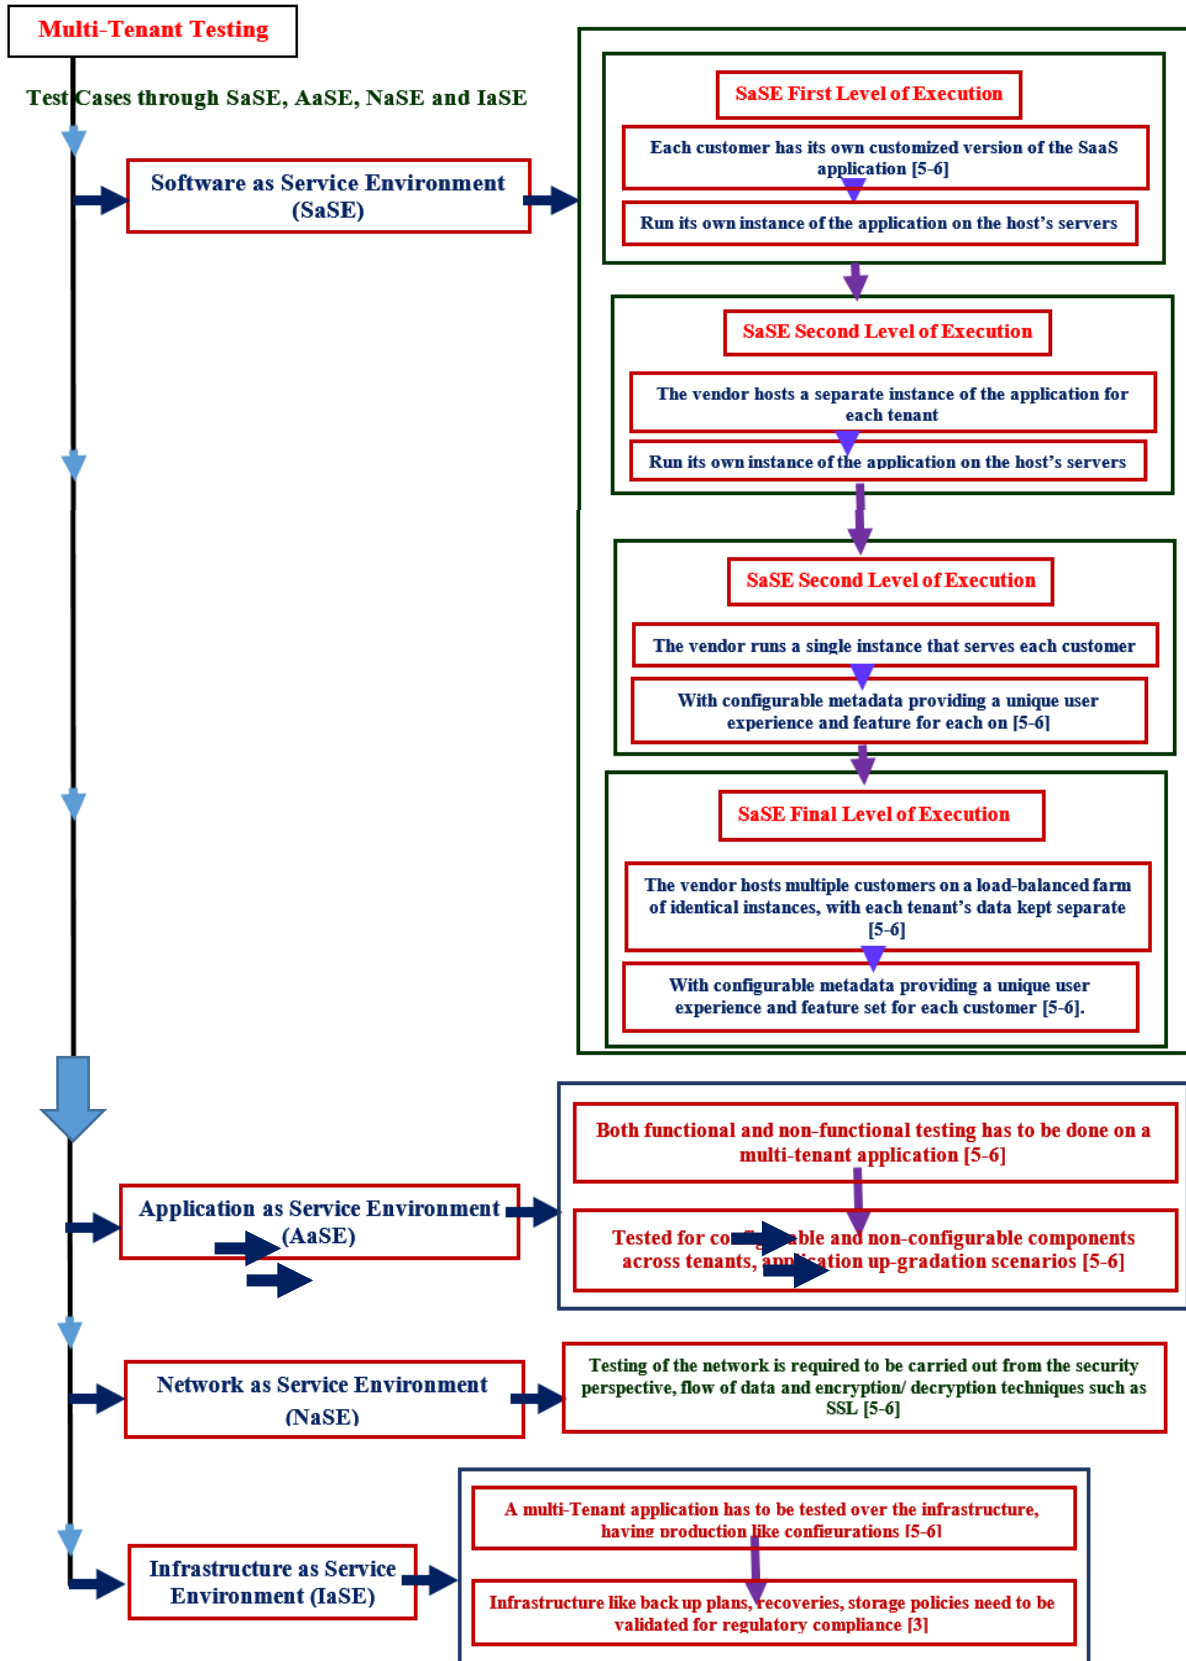 Multi-Tenant Testing
Test Cases through SaSE, AaSE, NaSE and IaSE
Software as Service Environment
(SaSE)
SaSE First Level of Execution
Each customer has its own customized version of the SaaS
application [5-6]
Run its own instance of the application on the host’s servers
SaSE Second Level of Execution
The vendor hosts a separate instance of the application for
each tenant
Run its own instance of the application on the host’s servers
SaSE Second Level of Execution
The vendor runs a single instance that serves each customer
With configurable metadata providing a unique user
experience and feature for each on [5-6]
SaSE Final Level of Execution
The vendor hosts multiple customers on a load-balanced farm
of identical instances, with each tenant’s data kept separate
[5-6]
With configurable metadata providing a unique user
experience and feature set for each customer [5-6].
Application as Service Environment
(AaSE)
Both functional and non-functional testing has to be done on a
multi-tenant application [5-6]
Tested for configurable and non-configurable components
across tenants, application up-gradation scenarios [5-6]
Network as Service Environment
(NaSE)
Testing of the network is required to be carried out from the security
perspective, flow of data and encryption/ decryption techniques such as
SSL [5-6]
Infrastructure as Service
Environment (IaSE)
A multi-Tenant application has to be tested over the infrastructure,
having production like configurations [5-6]
Infrastructure like back up plans, recoveries, storage policies need to be
validated for regulatory compliance [3]